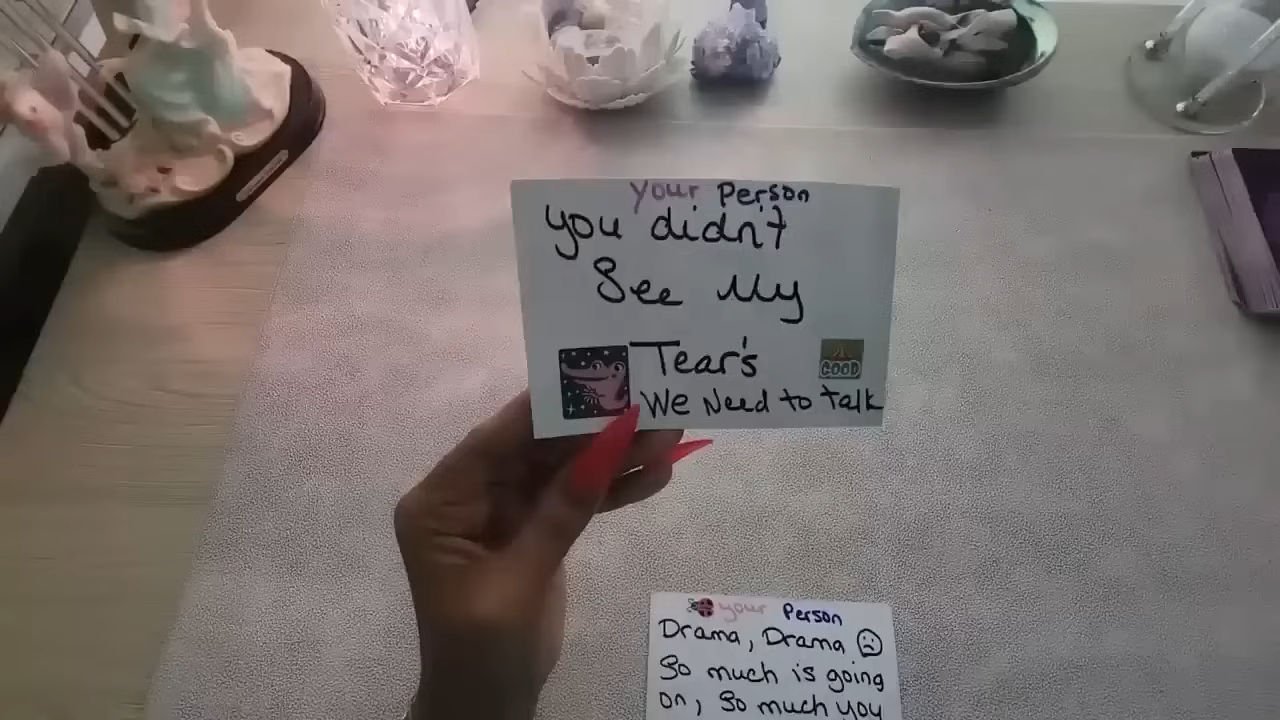 your Person
you didn't
See My
Tear's
GOOD
We Need to talk
your Person
Drama, Drama
So much is going
on, so much you